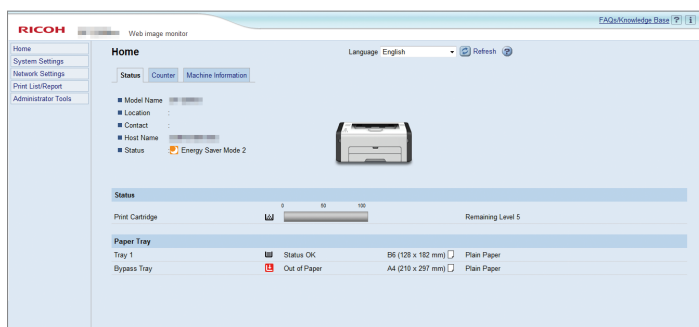 FAQs/Knowledge Base ? i
RICOH Web image monitor
Home
System Settings
Network Settings
Print List/Report
Administrator Tools
Home Language English Refresh ?
Status Counter Machine Information
Model Name
Location :
Contact :
Host Name
Status : Energy Saver Mode 2
Status
0 50 100
Print Cartridge Remaining Level 5
Paper Tray
Tray 1 Status OK B6 (128 x 182 mm) Plain Paper
Bypass Tray Out of Paper A4 (210 x 297 mm) Plain Paper